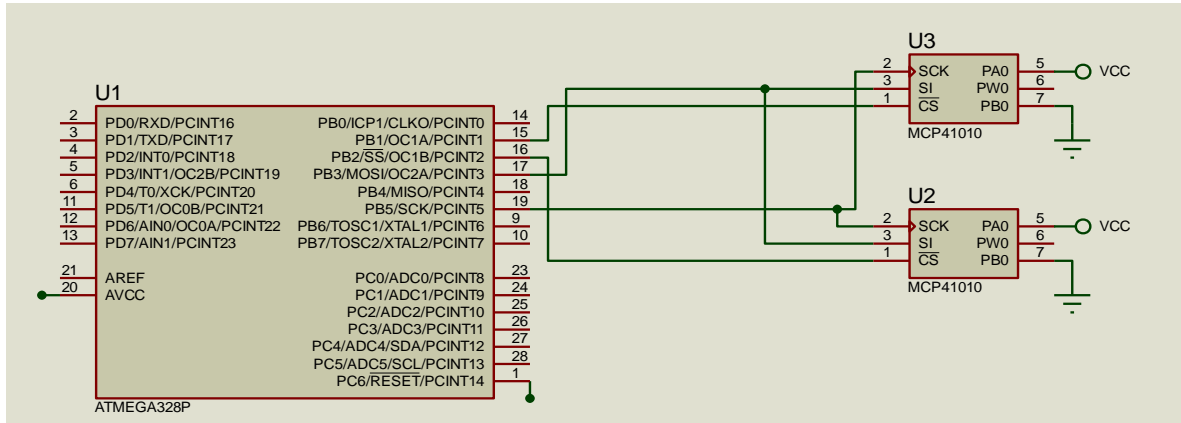 U1
2 PD0/RXD/PCINT16
3 PD1/TXD/PCINT17
4 PD2/INT0/PCINT18
5 PD3/INT1/OC2B/PCINT19
6 PD4/T0/XCK/PCINT20
11 PD5/T1/OC0B/PCINT21
12 PD6/AIN0/OC0A/PCINT22
13 PD7/AIN1/PCINT23
21 AREF
20 AVCC
PB0/ICP1/CLKO/PCINT0 14
PB1/OC1A/PCINT1 15
PB2/SS/OC1B/PCINT2 16
PB3/MOSI/OC2A/PCINT3 17
PB4/MISO/PCINT4 18
PB5/SCK/PCINT5 19
PB6/TOSC1/XTAL1/PCINT6 9
PB7/TOSC2/XTAL2/PCINT7 10
PC0/ADC0/PCINT8 23
PC1/ADC1/PCINT9 24
PC2/ADC2/PCINT10 25
PC3/ADC3/PCINT11 26
PC4/ADC4/SDA/PCINT12 27
PC5/ADC5/SCL/PCINT13 28
PC6/RESET/PCINT14 1
ATMEGA328P
U3
2 SCK PA0 5 VCC
3 SI PW0 6
1 CS PB0 7
MCP41010
U2
2 SCK PA0 5 VCC
3 SI PW0 6
1 CS PB0 7
MCP41010